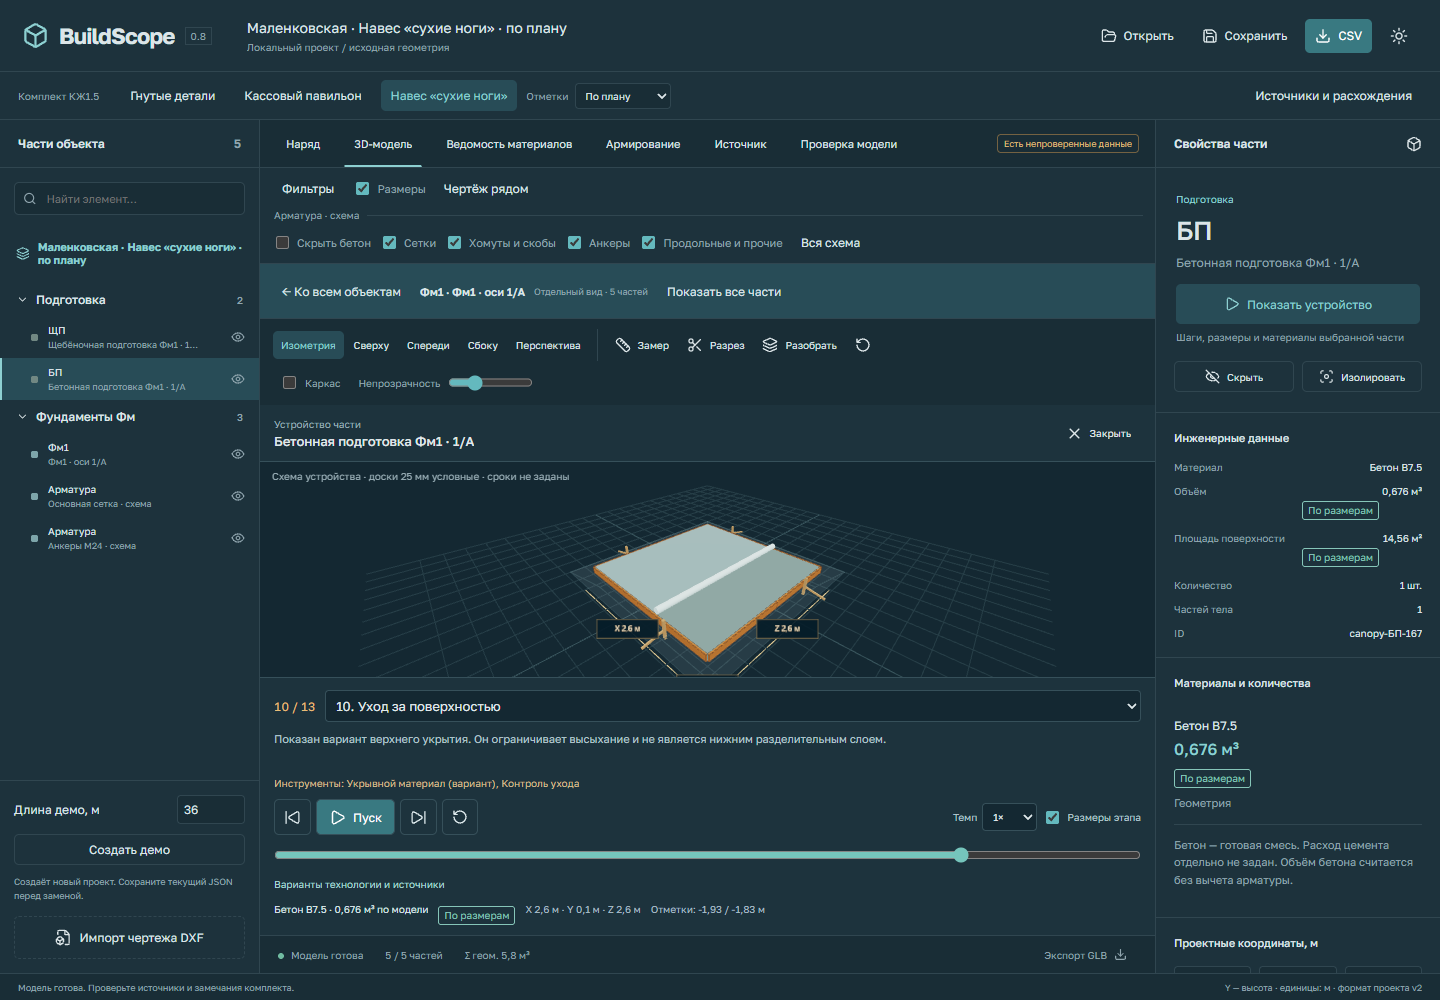 BuildScope 0.8
Маленковская · Навес «сухие ноги» · по плану
Локальный проект / исходная геометрия
Открыть
Сохранить
CSV
Комплект КЖ1.5
Гнутые детали
Кассовый павильон
Навес «сухие ноги»
Отметки
По плану
Источники и расхождения
Части объекта 5
Найти элемент...
Маленковская · Навес «сухие ноги» ·
по плану
Подготовка 2
ЩП
Щебёночная подготовка Фм1 · 1...
БП
Бетонная подготовка Фм1 · 1/А
Фундаменты Фм 3
Фм1
Фм1 · оси 1/А
Арматура
Основная сетка · схема
Арматура
Анкеры М24 · схема
Длина демо, м
36
Создать демо
Создаёт новый проект. Сохраните текущий JSON
перед заменой.
Импорт чертежа DXF
Наряд
3D-модель
Ведомость материалов
Армирование
Источник
Проверка модели
Есть непроверенные данные
Фильтры
Размеры
Чертёж рядом
Арматура · схема
Скрыть бетон
Сетки
Хомуты и скобы
Анкеры
Продольные и прочие
Вся схема
← Ко всем объектам
Фм1 · Фм1 · оси 1/А
Отдельный вид · 5 частей
Показать все части
Изометрия
Сверху
Спереди
Сбоку
Перспектива
Замер
Разрез
Разобрать
Каркас
Непрозрачность
Устройство части
Бетонная подготовка Фм1 · 1/А
Закрыть
Схема устройства · доски 25 мм условные · сроки не заданы
X 2,6 м
Z 2,6 м
10 / 13
10. Уход за поверхностью
Показан вариант верхнего укрытия. Он ограничивает высыхание и не является нижним разделительным слоем.
Инструменты: Укрывной материал (вариант), Контроль ухода
Пуск
Темп
1×
Размеры этапа
Варианты технологии и источники
Бетон В7.5 · 0,676 м³ по модели
По размерам
X 2,6 м · Y 0,1 м · Z 2,6 м
Отметки: -1,93 / -1,83 м
Модель готова
5 / 5 частей
Σ геом. 5,8 м³
Экспорт GLB
Свойства части
Подготовка
БП
Бетонная подготовка Фм1 · 1/А
Показать устройство
Шаги, размеры и материалы выбранной части
Скрыть
Изолировать
Инженерные данные
Материал Бетон В7.5
Объём 0,676 м³
По размерам
Площадь поверхности 14,56 м²
По размерам
Количество 1 шт.
Частей тела 1
ID canopy-БП-167
Материалы и количества
Бетон В7.5
0,676 м³
По размерам
Геометрия
Бетон — готовая смесь. Расход цемента
отдельно не задан. Объём бетона считается
без вычета арматуры.
Проектные координаты, м
Модель готова. Проверьте источники и замечания комплекта.
Y — высота · единицы: м · формат проекта v2